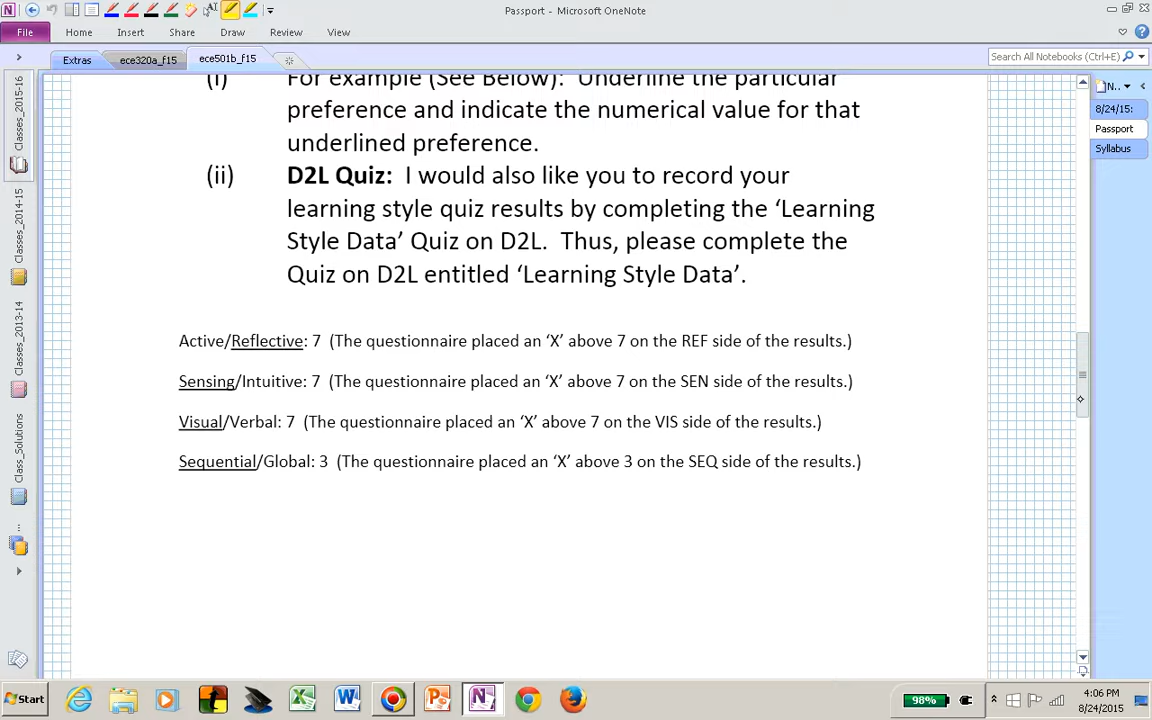 Passport - Microsoft OneNote
File Home Insert Share Draw Review View
Extras ece320a_f15 ece501b_f15 Search All Notebooks (Ctrl+E)
N..
8/24/15:
Passport
Syllabus
Classes_2015-16
Classes_2014-15
Classes_2013-14
Class_Solutions
(i) For example (See Below): Underline the particular
preference and indicate the numerical value for that
underlined preference.
(ii) D2L Quiz: I would also like you to record your
learning style quiz results by completing the ‘Learning
Style Data’ Quiz on D2L. Thus, please complete the
Quiz on D2L entitled ‘Learning Style Data’.
Active/Reflective: 7 (The questionnaire placed an ‘X’ above 7 on the REF side of the results.)
Sensing/Intuitive: 7 (The questionnaire placed an ‘X’ above 7 on the SEN side of the results.)
Visual/Verbal: 7 (The questionnaire placed an ‘X’ above 7 on the VIS side of the results.)
Sequential/Global: 3 (The questionnaire placed an ‘X’ above 3 on the SEQ side of the results.)
Start 98% 4:06 PM
8/24/2015